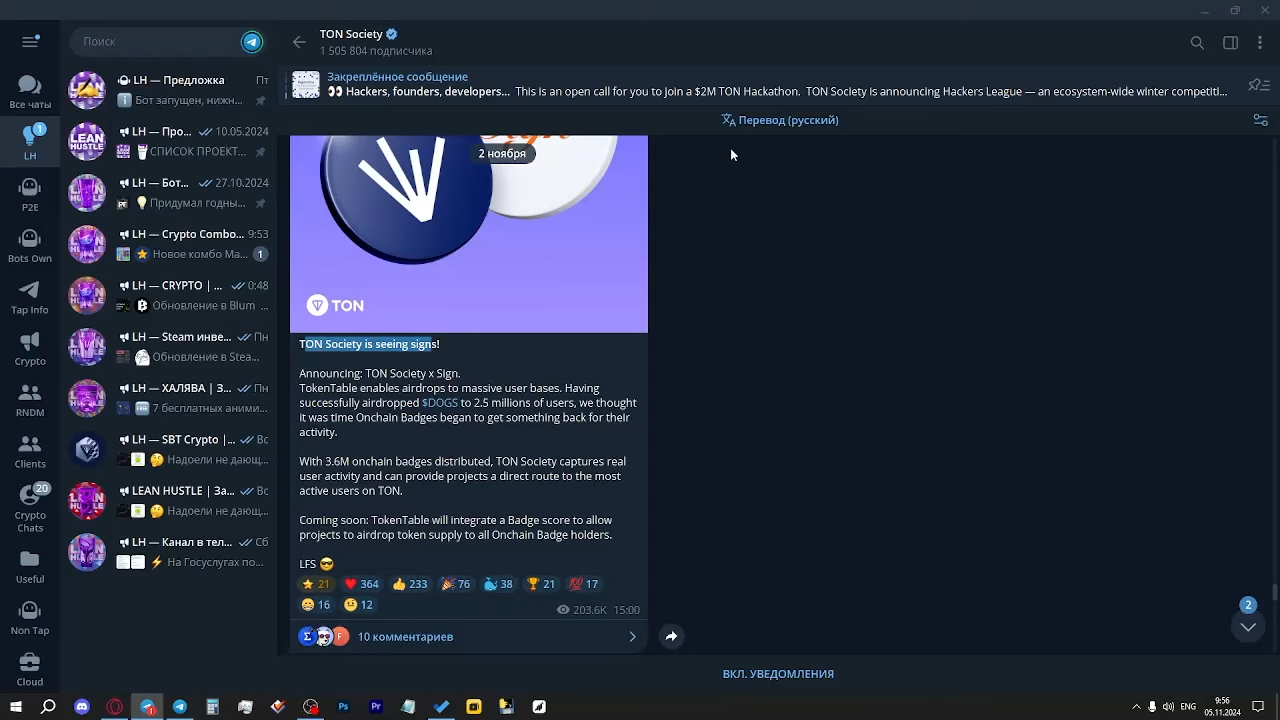 Поиск
Все чаты
1
LH
P2E
Bots Own
Tap Info
Crypto
RNDM
Clients
20
Crypto
Chats
Useful
Non Tap
Cloud
LH — Предложка
Пт
Бот запущен, нижн...
LH — Про...
10.05.2024
СПИСОК ПРОЕКТ...
LH — Бот...
27.10.2024
Придумал годны...
LH — Crypto Combo...
9:53
Новое комбо Ма...
1
LH — CRYPTO | ...
0:48
Обновление в Blum ...
LH — Steam инве...
Пн
Обновление в Stea...
LH — ХАЛЯВА | З...
Пн
7 бесплатных аними...
LH — SBT Crypto |...
Вс
Надоели не дающ...
LEAN HUSTLE | За...
Вс
Надоели не дающ...
LH — Канал в тел...
Сб
На Госуслугах по...
TON Society
1 505 804 подписчика
Закреплённое сообщение
👀 Hackers, founders, developers... This is an open call for you to join a $2M TON Hackathon. TON Society is announcing Hackers League — an ecosystem-wide winter competiti...
Перевод (русский)
2 ноября
TON
TON Society is seeing signs!
Announcing: TON Society x Sign.
TokenTable enables airdrops to massive user bases. Having
successfully airdropped $DOGS to 2.5 millions of users, we thought
it was time Onchain Badges began to get something back for their
activity.
With 3.6M onchain badges distributed, TON Society captures real
user activity and can provide projects a direct route to the most
active users on TON.
Coming soon: TokenTable will integrate a Badge score to allow
projects to airdrop token supply to all Onchain Badge holders.
LFS 😎
⭐ 21 ❤ 364 👍 233 🎉 76 🐳 38 🏆 21 💯 17
🤗 16 🤨 12
203.6K 15:00
10 комментариев
2
ВКЛ. УВЕДОМЛЕНИЯ
ENG
9:56
05.11.2024